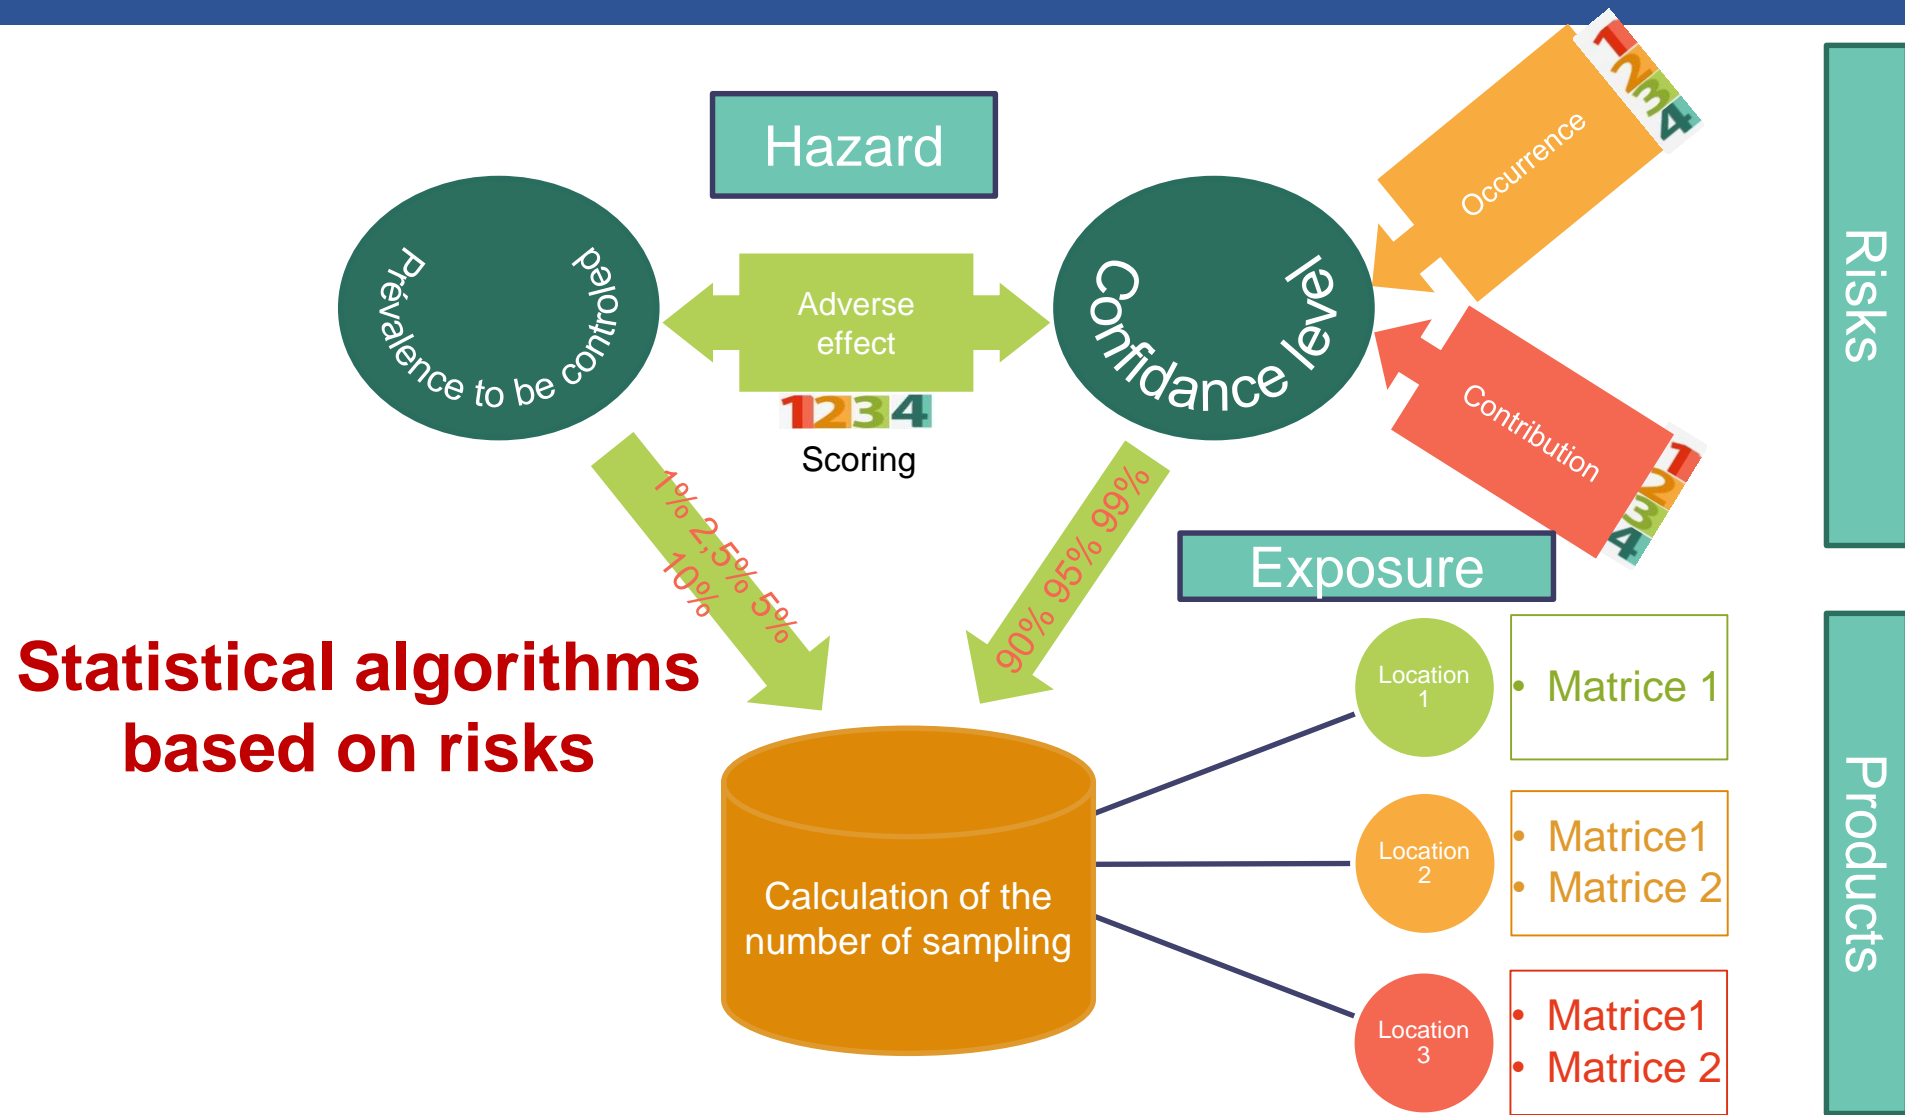 Hazard
Occurrence
1234
Prévalence to be controled
Adverse
effect
1234
Scoring
Confidance level
Contribution
1234
Risks
1% 2,5% 5%
10%
90% 95% 99%
Exposure
Statistical algorithms
based on risks
Calculation of the
number of sampling
Location
1
• Matrice 1
Location
2
• Matrice1
• Matrice 2
Location
3
• Matrice1
• Matrice 2
Products